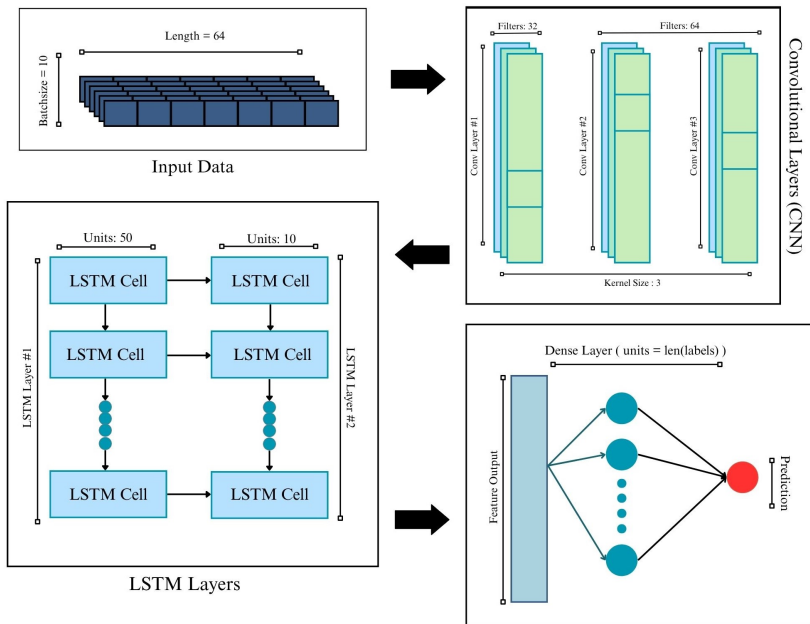 Length = 64
Batchsize = 10
Input Data
Filters: 32
Filters: 64
Conv Layer #1
Conv Layer #2
Conv Layer #3
Kernel Size : 3
Convolutional Layers (CNN)
Units: 50
Units: 10
LSTM Layer #1
LSTM Cell
LSTM Cell
LSTM Cell
LSTM Cell
LSTM Cell
LSTM Cell
LSTM Layer #2
LSTM Layers
Dense Layer ( units = len(labels) )
Feature Output
Prediction